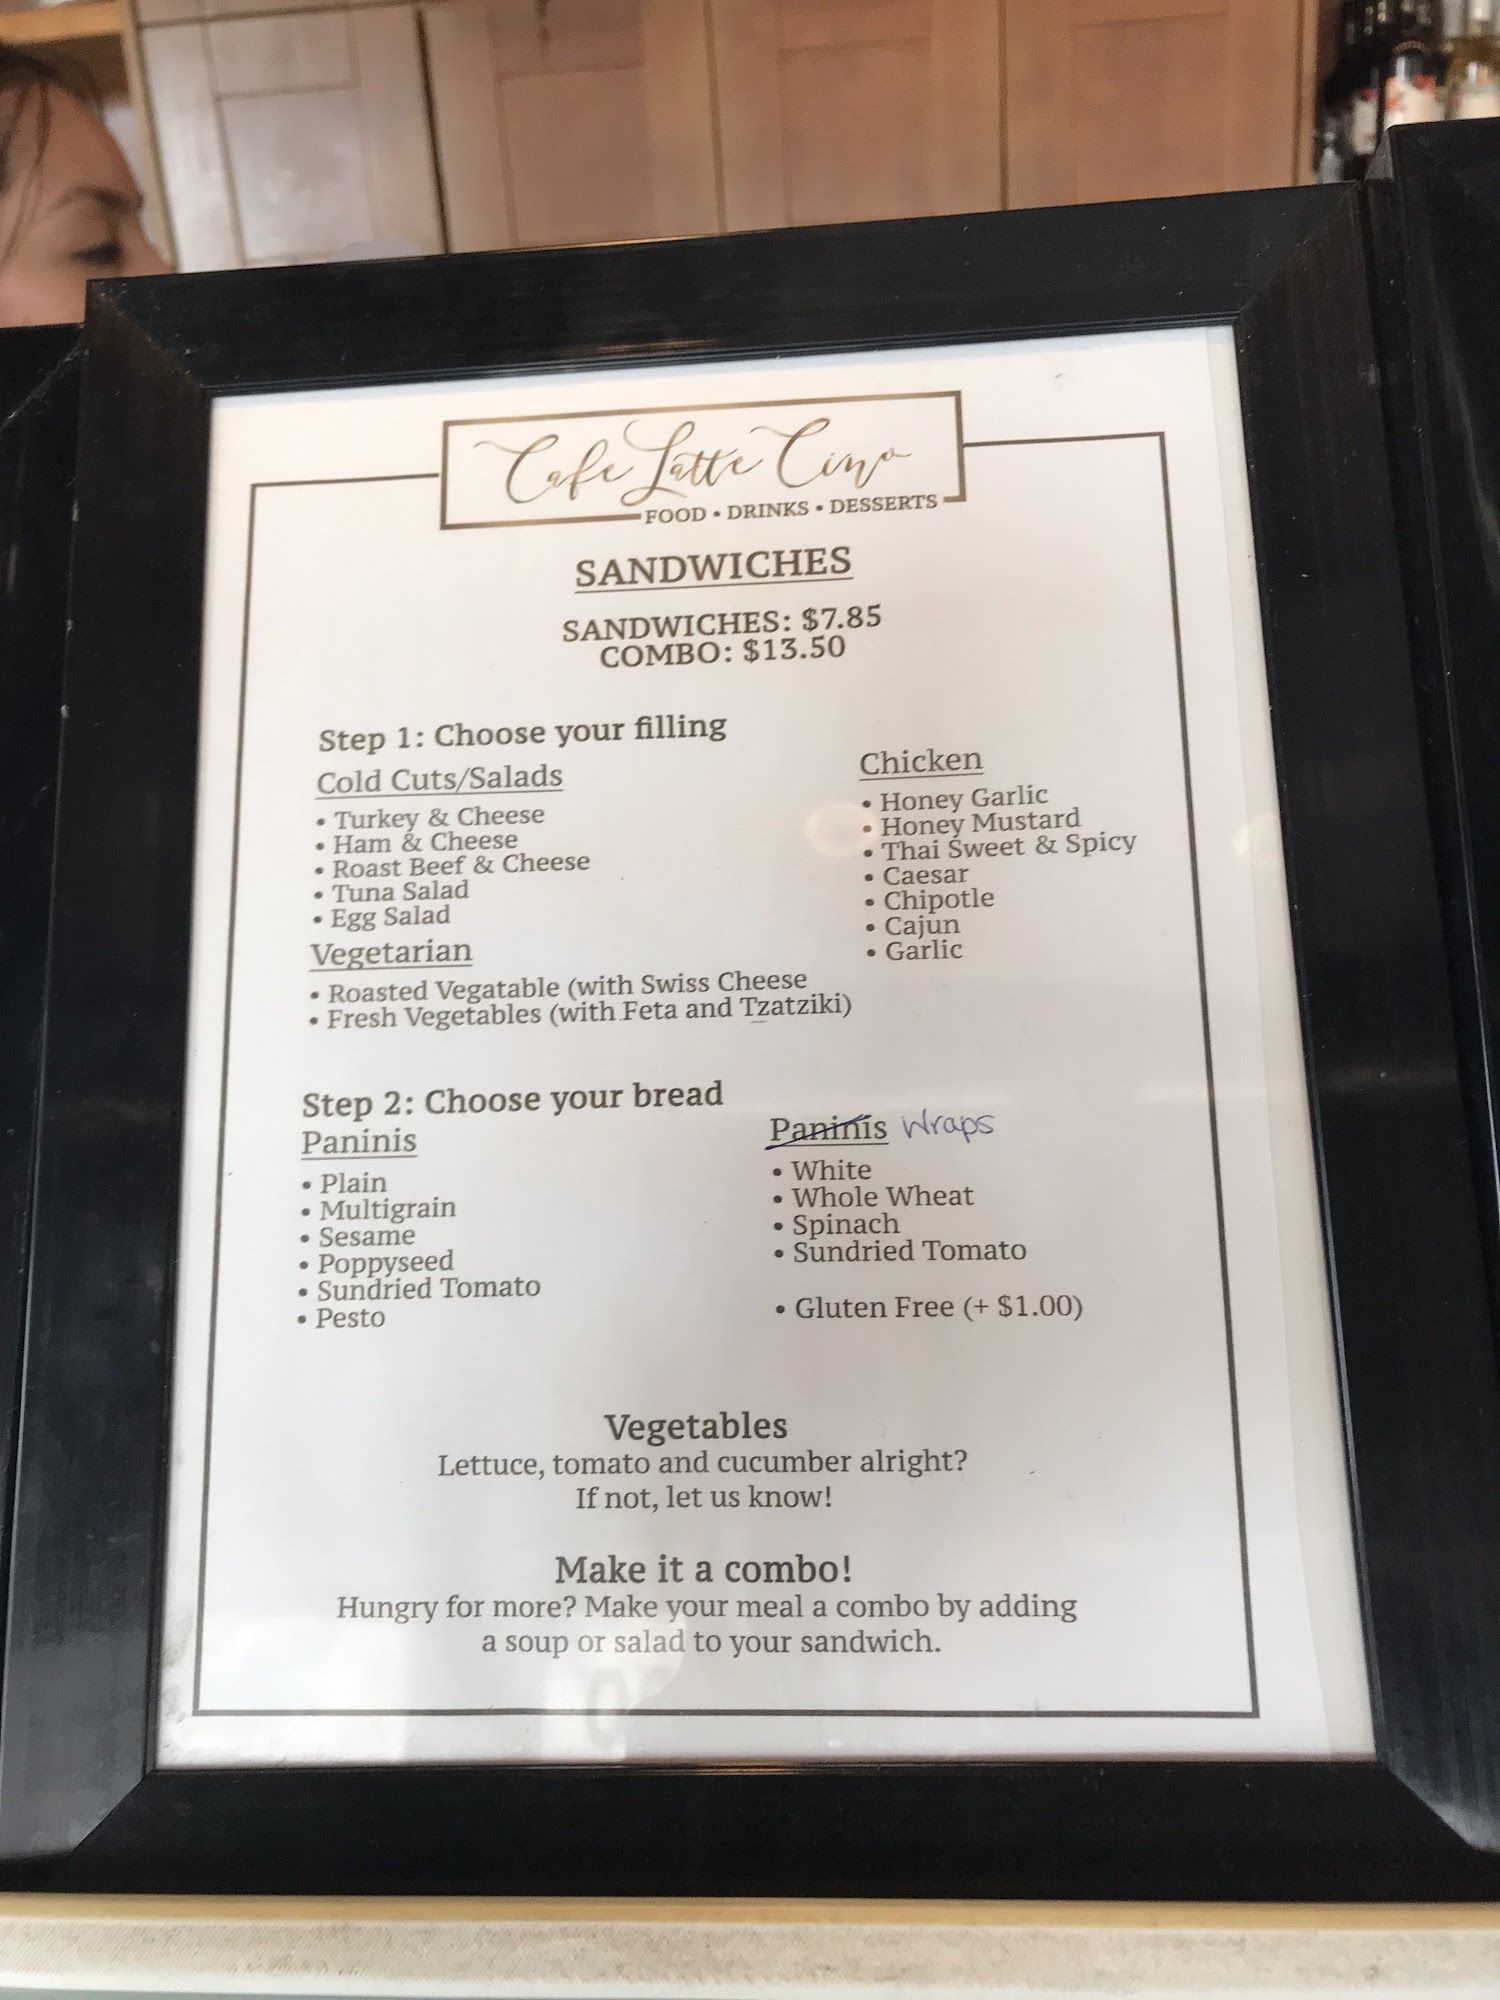 Cafe Latte Cino
FOOD • DRINKS • DESSERTS
SANDWICHES
SANDWICHES: $7.85
COMBO: $13.50
Step 1: Choose your filling
Cold Cuts/Salads
• Turkey & Cheese
• Ham & Cheese
• Roast Beef & Cheese
• Tuna Salad
• Egg Salad
Vegetarian
• Roasted Vegatable (with Swiss Cheese
• Fresh Vegetables (with Feta and Tzatziki)
Chicken
• Honey Garlic
• Honey Mustard
• Thai Sweet & Spicy
• Caesar
• Chipotle
• Cajun
• Garlic
Step 2: Choose your bread
Paninis
• Plain
• Multigrain
• Sesame
• Poppyseed
• Sundried Tomato
• Pesto
Paninis Wraps
• White
• Whole Wheat
• Spinach
• Sundried Tomato
• Gluten Free (+ $1.00)
Vegetables
Lettuce, tomato and cucumber alright?
If not, let us know!
Make it a combo!
Hungry for more? Make your meal a combo by adding
a soup or salad to your sandwich.